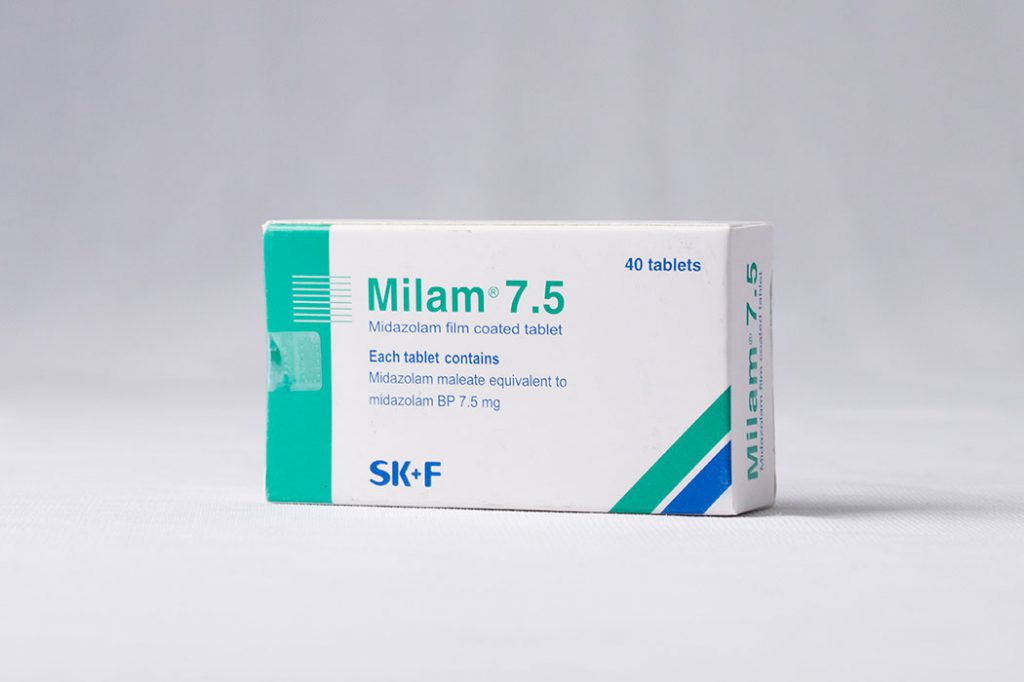 Milam® 7.5
Midazolam film coated tablet
40 tablets
Each tablet contains
Midazolam maleate equivalent to
midazolam BP 7.5 mg
SK+F
Milam® 7.5
Midazolam film coated tablet